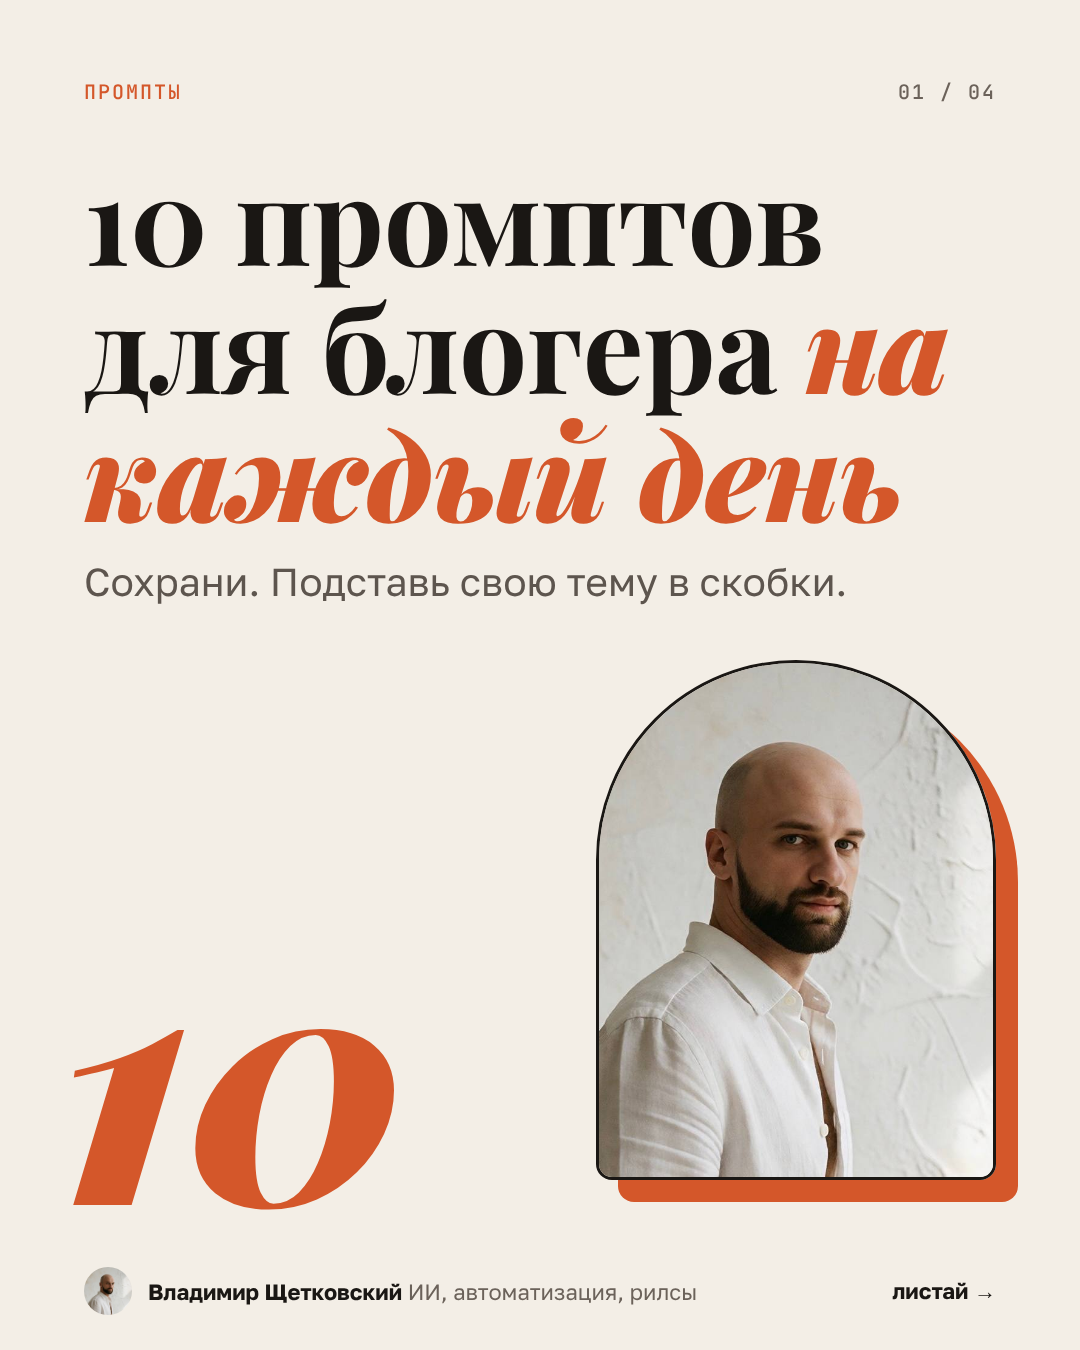 ПРОМПТЫ
01 / 04
10 промптов
для блогера на
каждый день
Сохрани. Подставь свою тему в скобки.
10
Владимир Щетковский ИИ, автоматизация, рилсы
листай →